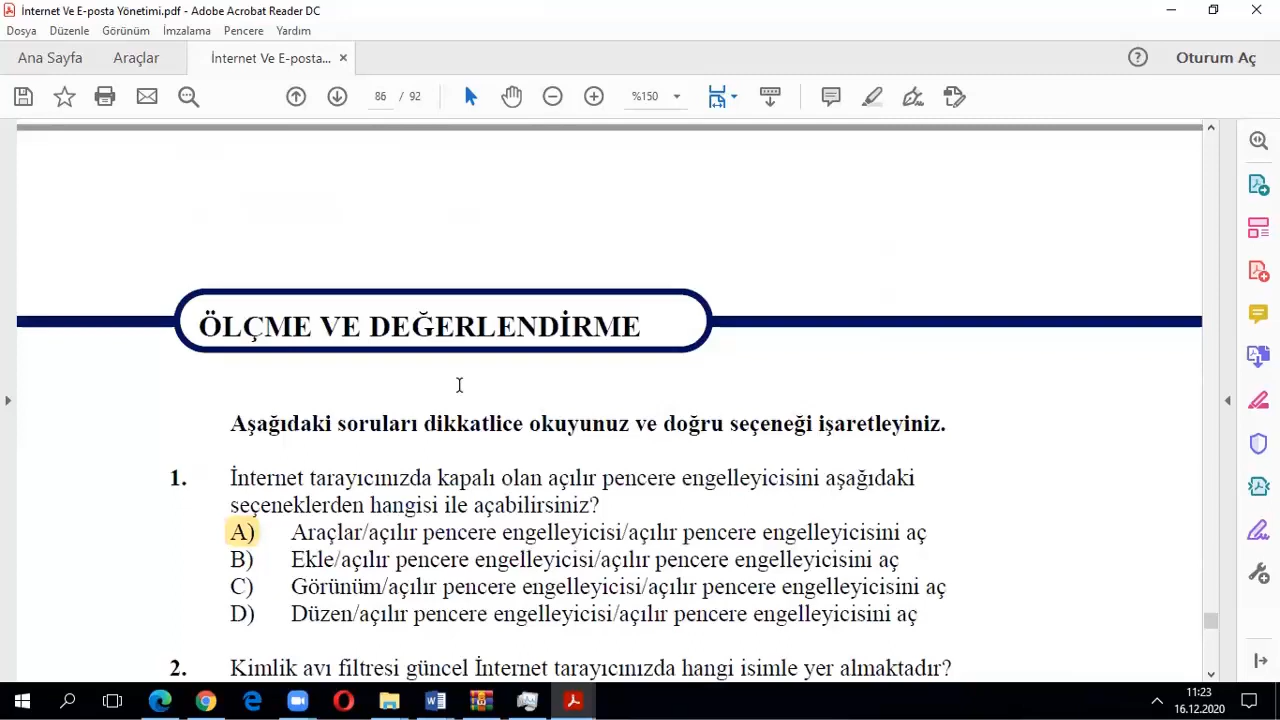 İnternet Ve E-posta Yönetimi.pdf - Adobe Acrobat Reader DC
Dosya Düzenle Görünüm İmzalama Pencere Yardım
Ana Sayfa Araçlar İnternet Ve E-posta... × Oturum Aç
86 / 92 %150
ÖLÇME VE DEĞERLENDİRME
Aşağıdaki soruları dikkatlice okuyunuz ve doğru seçeneği işaretleyiniz.
1. İnternet tarayıcınızda kapalı olan açılır pencere engelleyicisini aşağıdaki
seçeneklerden hangisi ile açabilirsiniz?
A) Araçlar/açılır pencere engelleyicisi/açılır pencere engelleyicisini aç
B) Ekle/açılır pencere engelleyicisi/açılır pencere engelleyicisini aç
C) Görünüm/açılır pencere engelleyicisi/açılır pencere engelleyicisini aç
D) Düzen/açılır pencere engelleyicisi/açılır pencere engelleyicisini aç
2. Kimlik avı filtresi güncel İnternet tarayıcınızda hangi isimle yer almaktadır?
11:23
16.12.2020